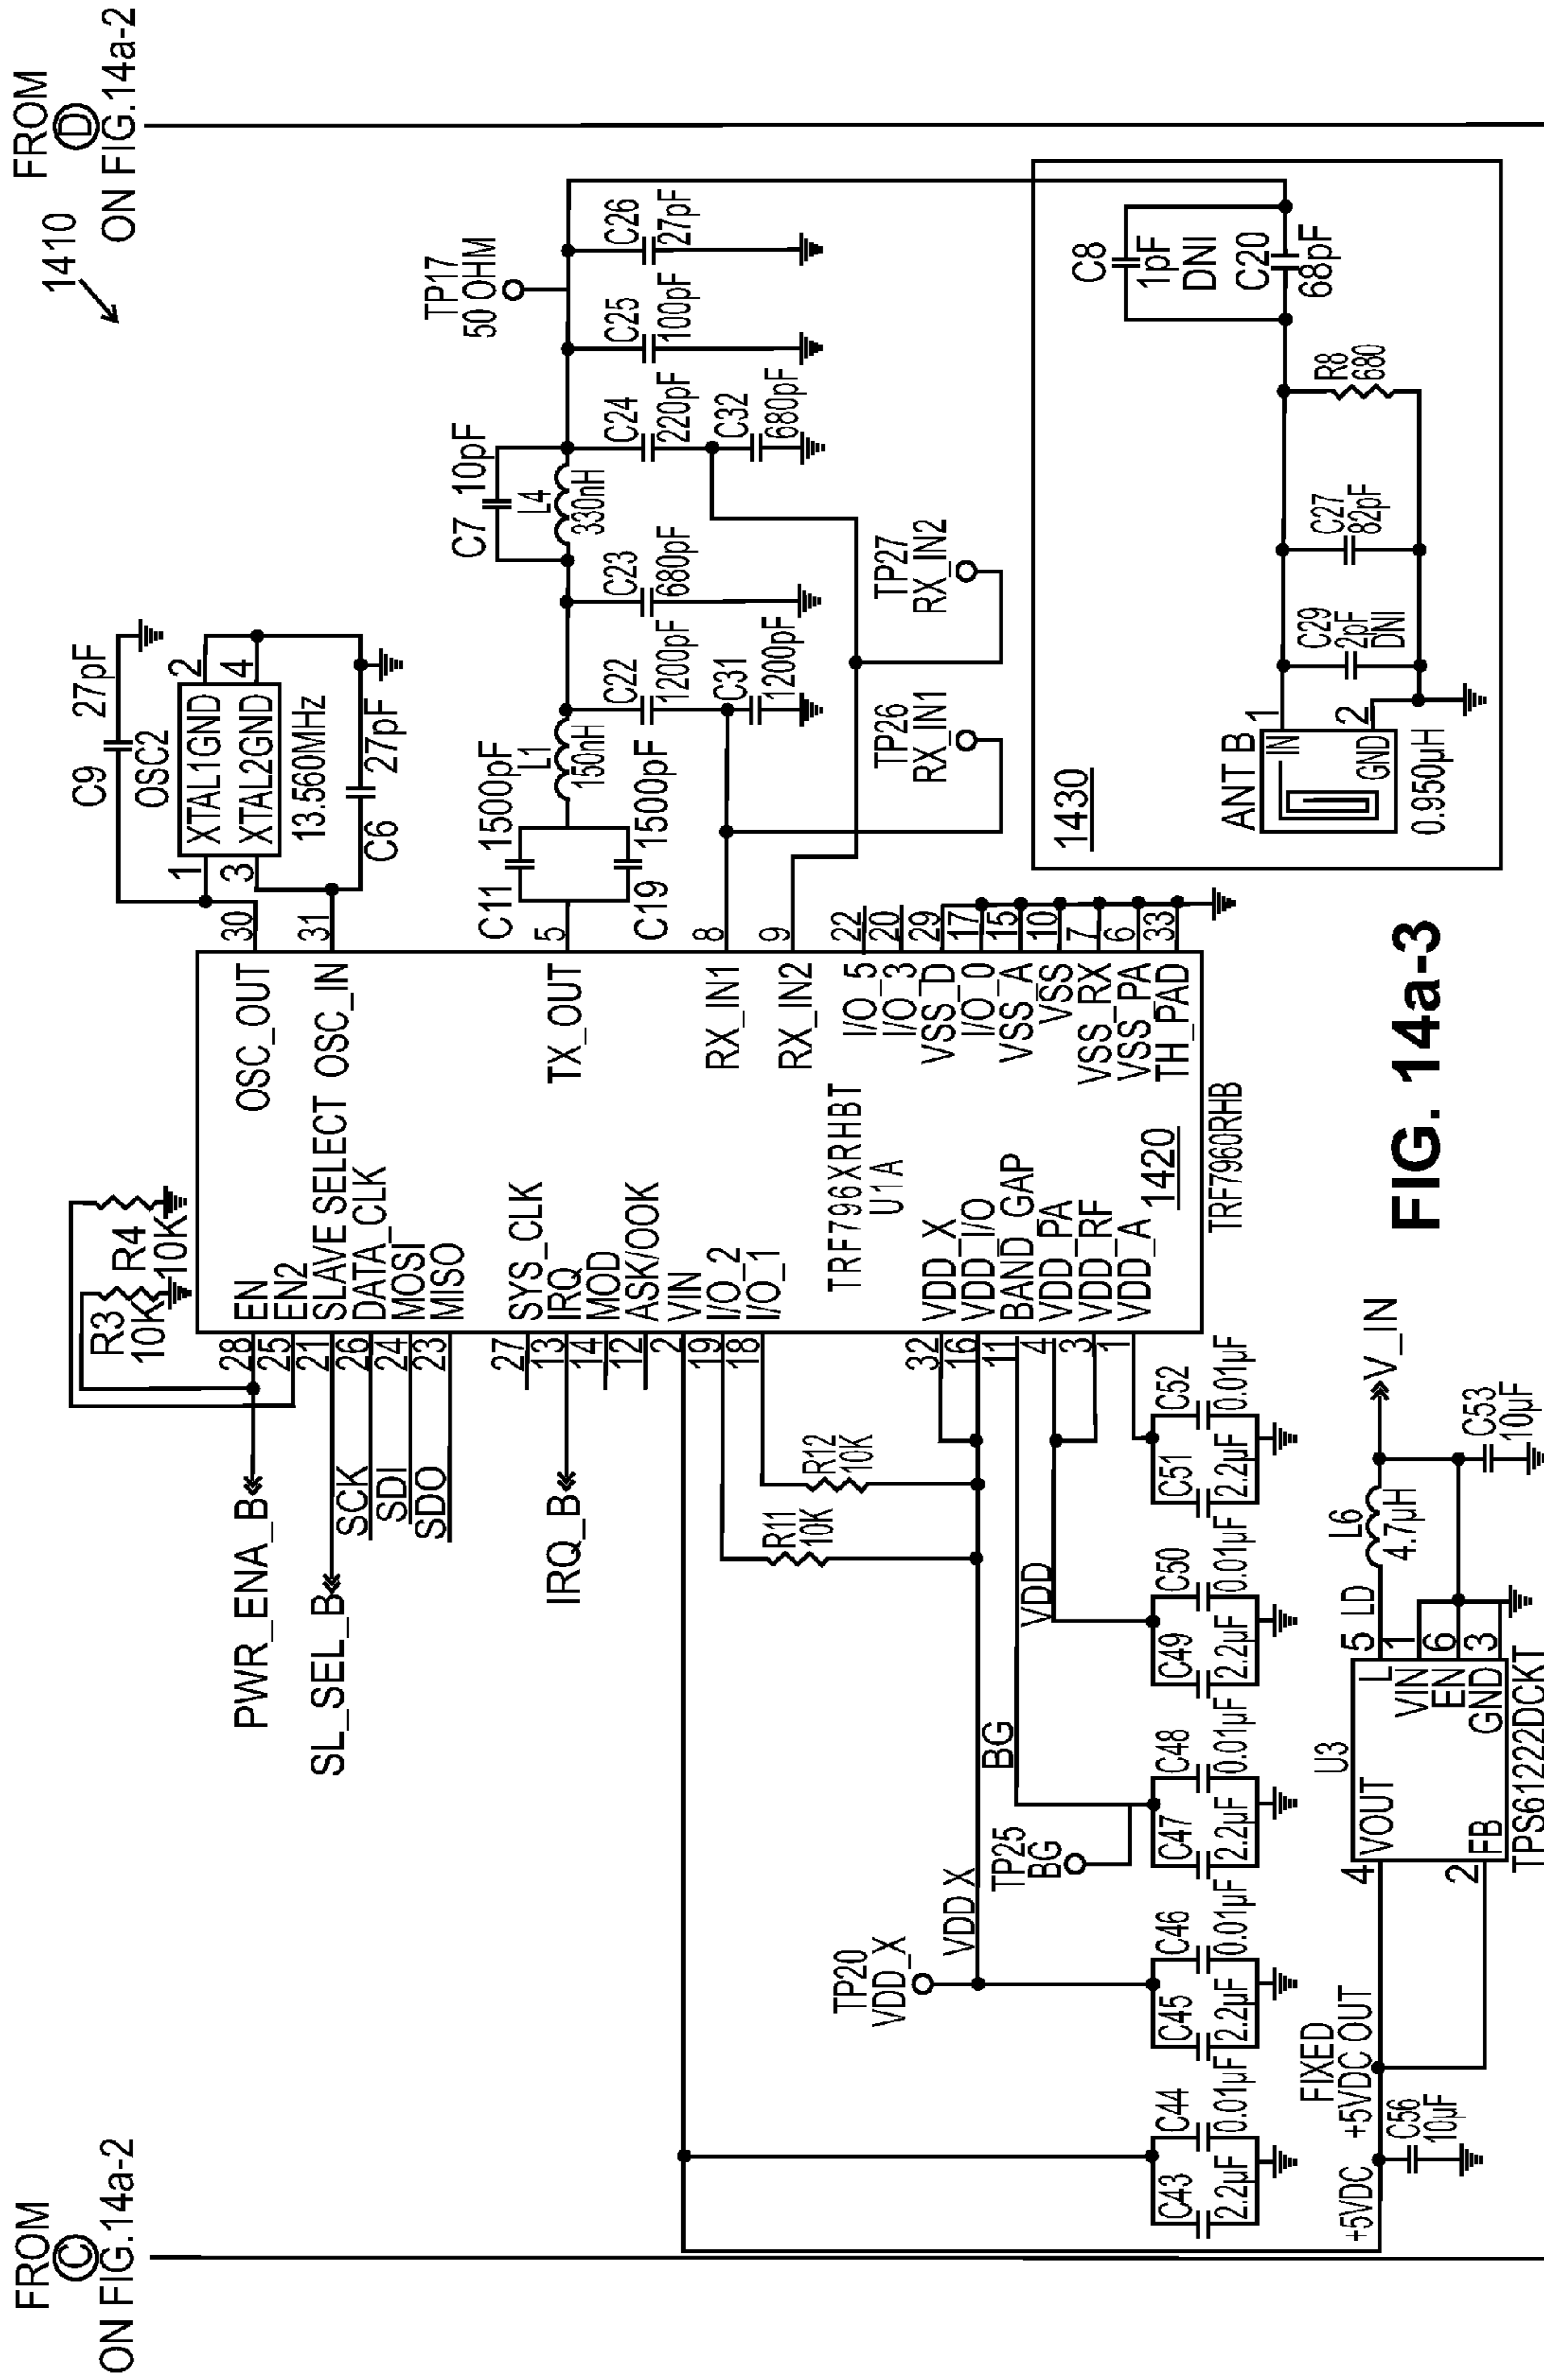 FROM
Ⓒ
ON FIG.14a-2
FROM
Ⓓ
ON FIG.14a-2
1410
PWR_ENA_B
SL_SEL_B
SCK
SDI
SDO
IRQ_B
R3
10K
R4
10K
28
25
21
26
24
23
27
13
14
12
2
19
18
32
16
11
4
3
1
EN
EN2
SLAVE SELECT
DATA_CLK
MOSI
MISO
SYS_CLK
IRQ
MOD
ASK/OOK
VIN
I/O_2
I/O_1
VDD_X
VDD_I/O
BAND_GAP
VDD_PA
VDD_RF
VDD_A
TRF796XRHBT
U1A
1420
TRF7960RHB
OSC_OUT
OSC_IN
TX_OUT
RX_IN1
RX_IN2
I/O_5
I/O_3
VSS_D
I/O_0
VSS_A
VSS
VSS_RX
VSS_PA
TH_PAD
30
31
5
8
9
22
20
29
17
15
10
7
6
33
C9
27pF
OSC2
1
XTAL1GND
2
3
XTAL2GND
4
13.560MHz
C6
27pF
C11
1500pF
C19
1500pF
L1
150nH
C22
1200pF
C31
1200pF
C23
680pF
C7
10pF
L4
330nH
C24
220pF
C32
680pF
C25
100pF
TP17
50 OHM
C26
27pF
TP26
RX_IN1
TP27
RX_IN2
1430
ANT B
IN
1
GND
2
0.950µH
C29
2pF
DNI
C27
82pF
R8
680
C8
1pF
DNI
C20
68pF
R11
10K
R12
10K
TP20
VDD_X
VDD X
TP25
BG
BG
VDD
C43
2.2µF
C44
0.01µF
C45
2.2µF
C46
0.01µF
C47
2.2µF
C48
0.01µF
C49
2.2µF
C50
0.01µF
C51
2.2µF
C52
0.01µF
+5VDC
FIXED
+5VDC OUT
C56
10µF
4
2
U3
VOUT
FB
L
VIN
EN
GND
TPS61222DCKT
5
LD
1
6
3
L6
4.7µH
V_IN
C53
10µF
FIG. 14a-3